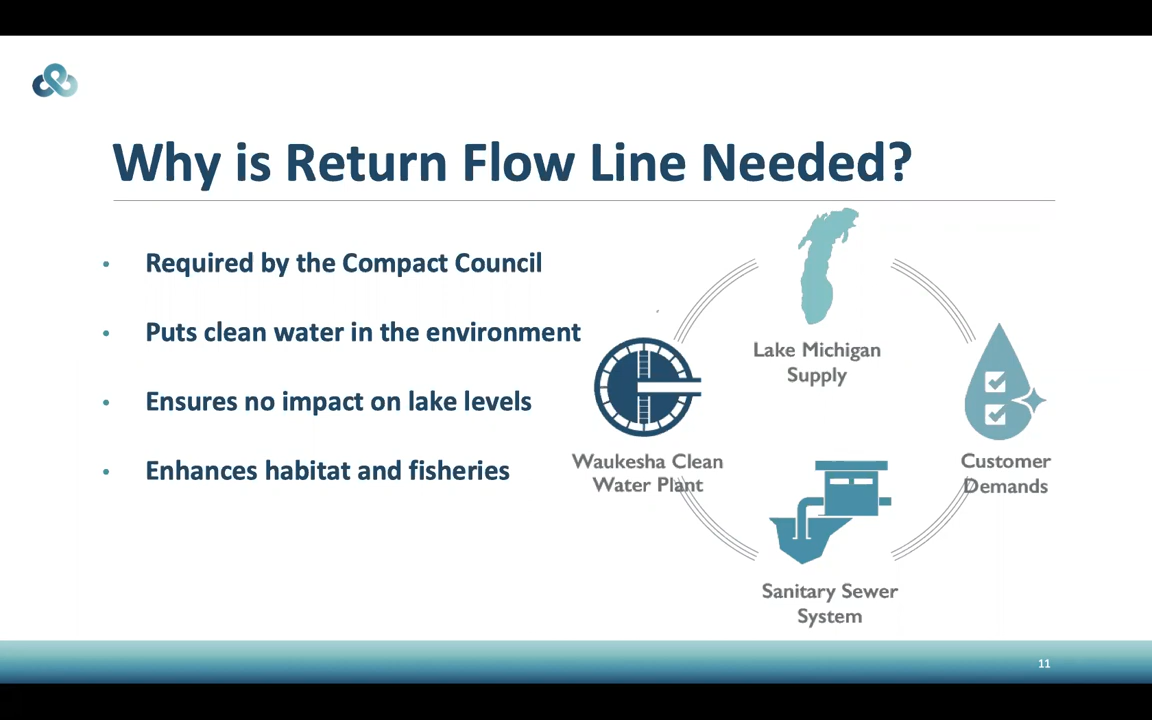 Why is Return Flow Line Needed?
• Required by the Compact Council
• Puts clean water in the environment
• Ensures no impact on lake levels
• Enhances habitat and fisheries
Lake Michigan
Supply
Waukesha Clean
Water Plant
Customer
Demands
Sanitary Sewer
System
11